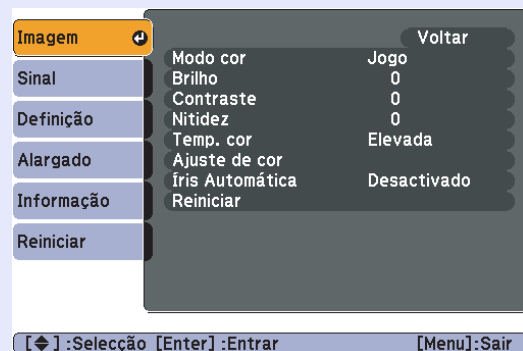 Imagem
Sinal
Definição
Alargado
Informação
Reiniciar
Voltar
Modo cor Jogo
Brilho 0
Contraste 0
Nitidez 0
Temp. cor Elevada
Ajuste de cor
Íris Automática Desactivado
Reiniciar
[◆] :Selecção [Enter] :Entrar [Menu]:Sair